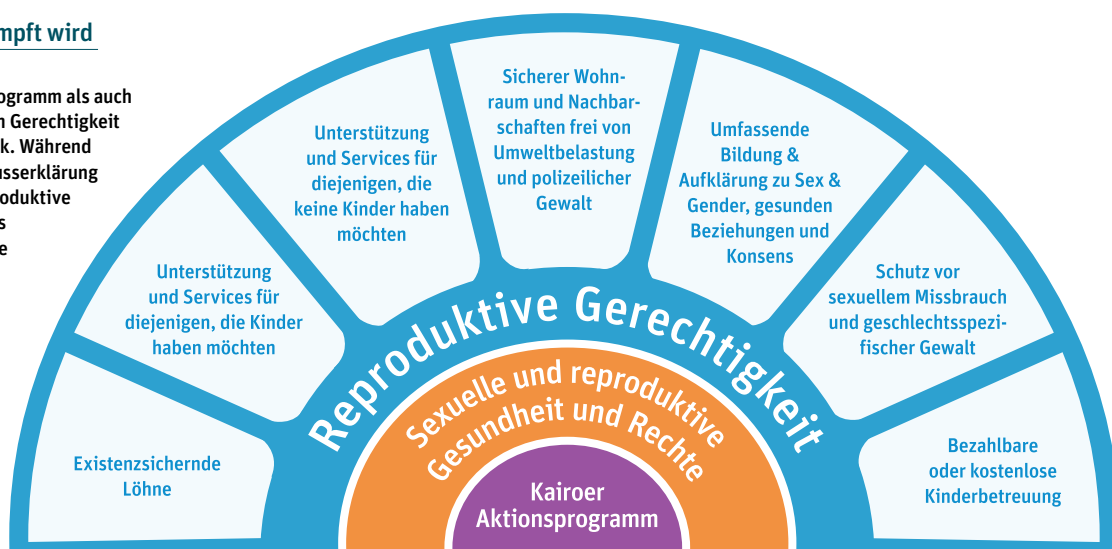 mpft wird
ogramm als auch
n Gerechtigkeit
k. Während
usserklärung
oduktive
s
e
Existenzsichernde
Löhne
Unterstützung
und Services für
diejenigen, die Kinder
haben möchten
Unterstützung
und Services für
diejenigen, die
keine Kinder haben
möchten
Sicherer Wohn-
raum und Nachbar-
schaften frei von
Umweltbelastung
und polizeilicher
Gewalt
Umfassende
Bildung &
Aufklärung zu Sex &
Gender, gesunden
Beziehungen und
Konsens
Schutz vor
sexuellem Missbrauch
und geschlechtsspezi-
fischer Gewalt
Bezahlbare
oder kostenlose
Kinderbetreuung
Reproduktive Gerechtigkeit
Sexuelle und reproduktive
Gesundheit und Rechte
Kairoer
Aktionsprogramm